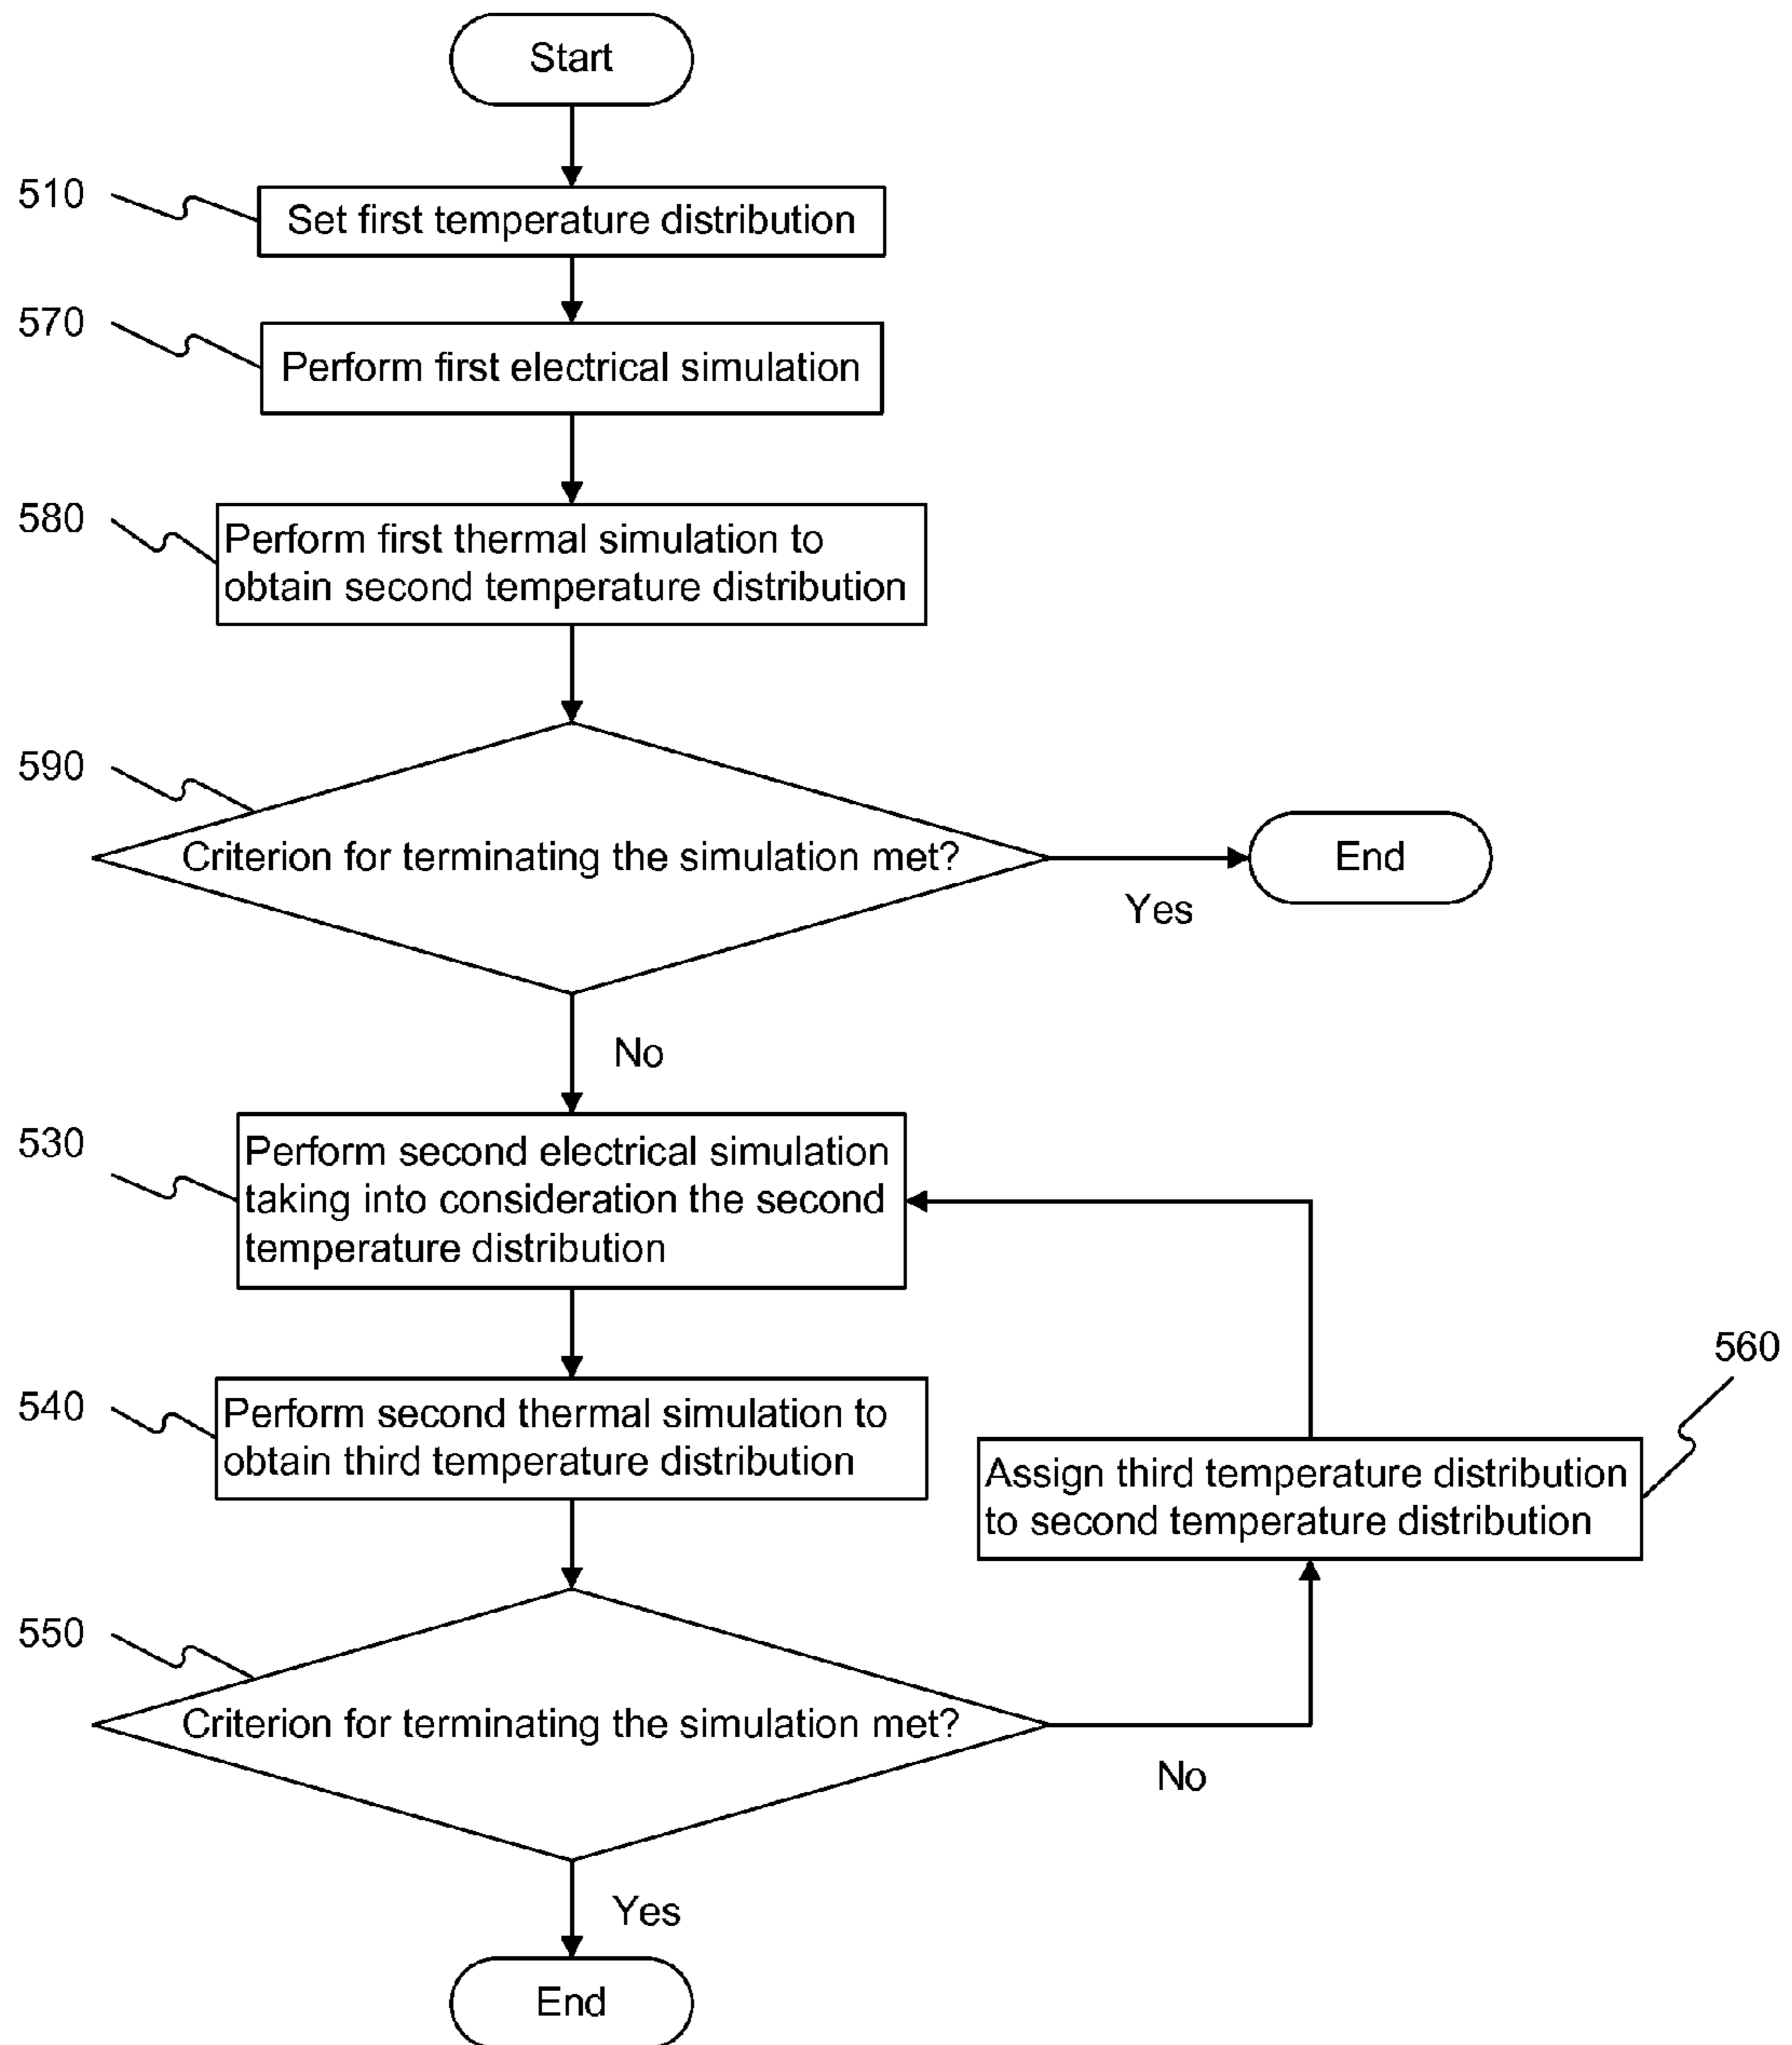 Start
510
Set first temperature distribution
570
Perform first electrical simulation
580
Perform first thermal simulation to
obtain second temperature distribution
590
Criterion for terminating the simulation met?
End
Yes
No
530
Perform second electrical simulation
taking into consideration the second
temperature distribution
560
540
Perform second thermal simulation to
obtain third temperature distribution
Assign third temperature distribution
to second temperature distribution
550
Criterion for terminating the simulation met?
No
Yes
End